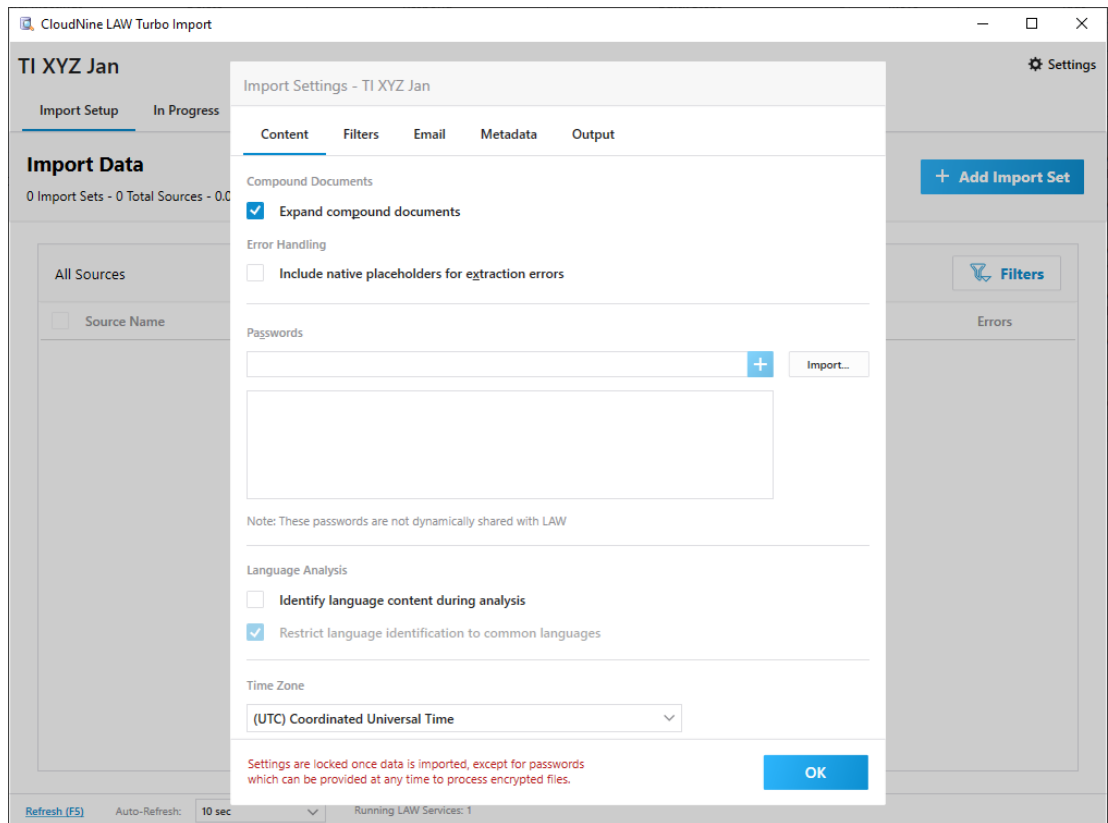 CloudNine LAW Turbo Import
TI XYZ Jan
Settings
Import Setup In Progress
Import Data
0 Import Sets - 0 Total Sources - 0.0
+ Add Import Set
All Sources
Filters
Source Name
Errors
Import Settings - TI XYZ Jan
Content Filters Email Metadata Output
Compound Documents
Expand compound documents
Error Handling
Include native placeholders for extraction errors
Passwords
+
Import...
Note: These passwords are not dynamically shared with LAW
Language Analysis
Identify language content during analysis
Restrict language identification to common languages
Time Zone
(UTC) Coordinated Universal Time
Settings are locked once data is imported, except for passwords
which can be provided at any time to process encrypted files.
OK
Refresh (F5) Auto-Refresh: 10 sec Running LAW Services: 1